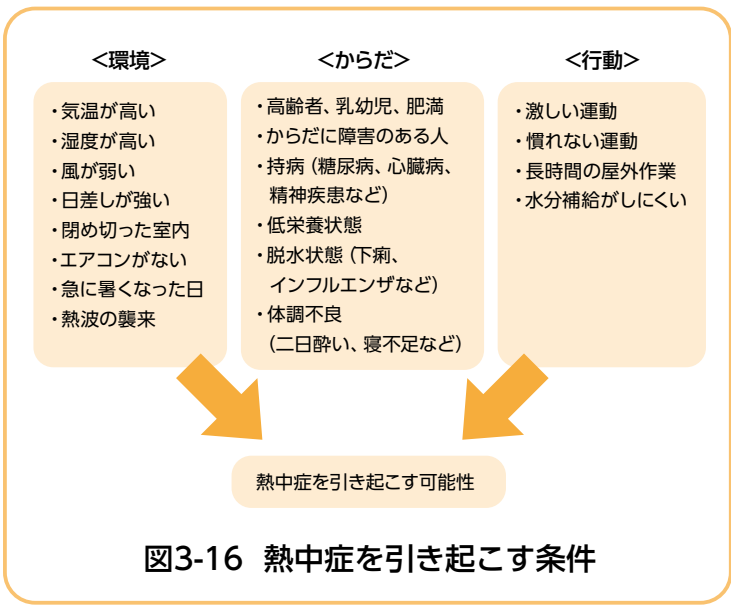 <環境>
・気温が高い
・湿度が高い
・風が弱い
・日差しが強い
・閉め切った室内
・エアコンがない
・急に暑くなった日
・熱波の襲来
<からだ>
・高齢者、乳幼児、肥満
・からだに障害のある人
・持病（糖尿病、心臓病、
精神疾患など）
・低栄養状態
・脱水状態（下痢、
インフルエンザなど）
・体調不良
（二日酔い、寝不足など）
<行動>
・激しい運動
・慣れない運動
・長時間の屋外作業
・水分補給がしにくい
熱中症を引き起こす可能性
図3-16 熱中症を引き起こす条件